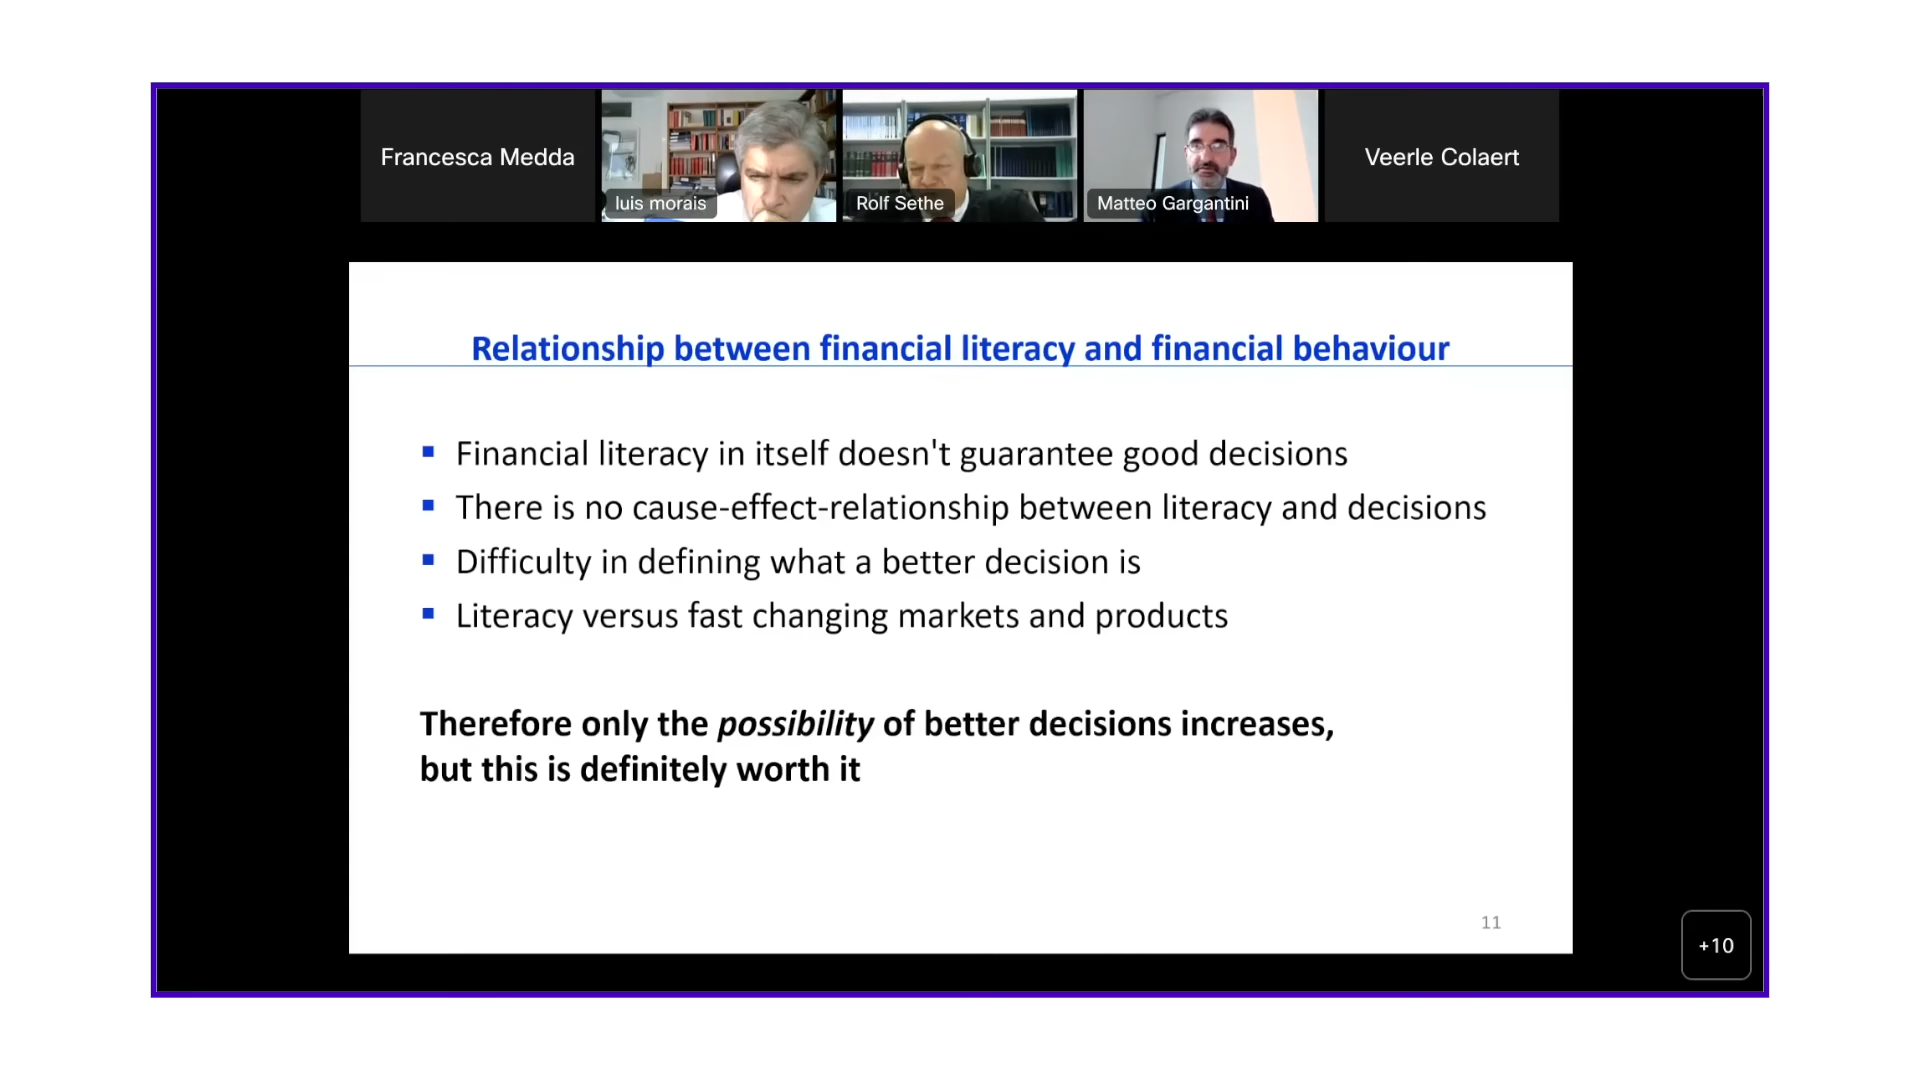 Francesca Medda
luis morais
Rolf Sethe
Matteo Gargantini
Veerle Colaert
Relationship between financial literacy and financial behaviour
Financial literacy in itself doesn't guarantee good decisions
There is no cause-effect-relationship between literacy and decisions
Difficulty in defining what a better decision is
Literacy versus fast changing markets and products
Therefore only the possibility of better decisions increases,
but this is definitely worth it
11
+10